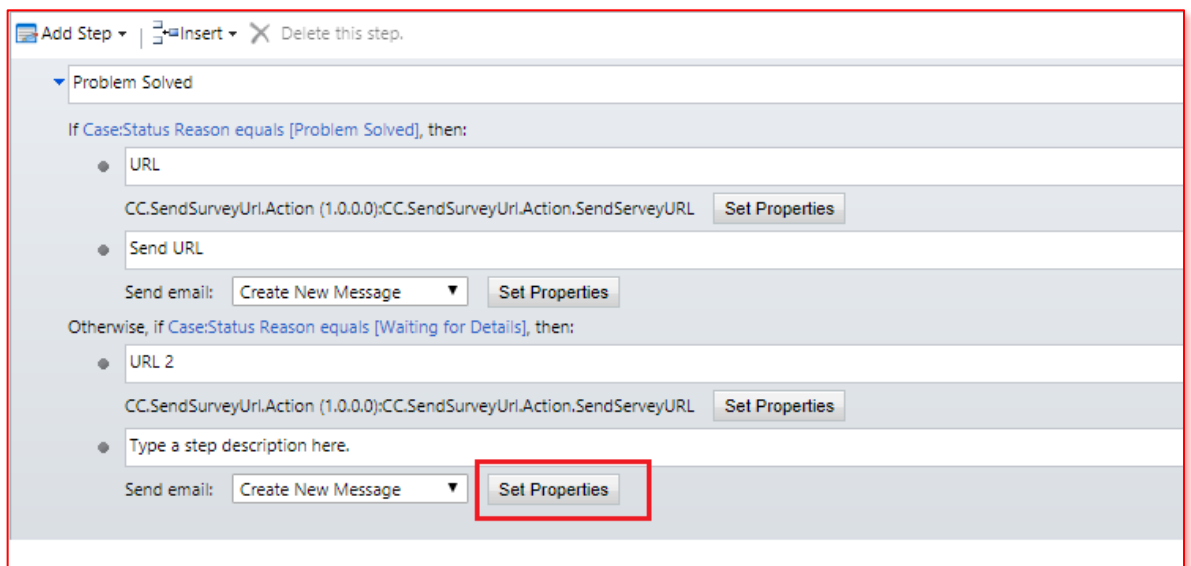 Add Step Insert Delete this step.
Problem Solved
If Case:Status Reason equals [Problem Solved], then:
URL
CC.SendSurveyUrl.Action (1.0.0.0):CC.SendSurveyUrl.Action.SendServeyURL Set Properties
Send URL
Send email: Create New Message Set Properties
Otherwise, if Case:Status Reason equals [Waiting for Details], then:
URL 2
CC.SendSurveyUrl.Action (1.0.0.0):CC.SendSurveyUrl.Action.SendServeyURL Set Properties
Type a step description here.
Send email: Create New Message Set Properties